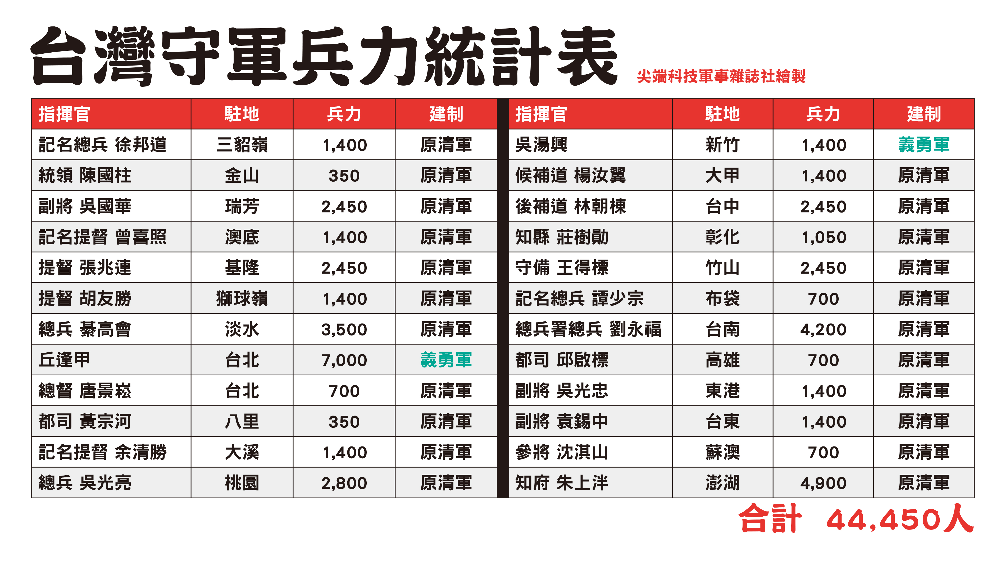 台灣守軍兵力統計表
尖端科技軍事雜誌社繪製
指揮官 駐地 兵力 建制 指揮官 駐地 兵力 建制
記名總兵 徐邦道 三貂嶺 1,400 原清軍 吳湯興 新竹 1,400 義勇軍
統領 陳國柱 金山 350 原清軍 候補道 楊汝翼 大甲 1,400 原清軍
副將 吳國華 瑞芳 2,450 原清軍 後補道 林朝棟 台中 2,450 原清軍
記名提督 曾喜照 澳底 1,400 原清軍 知縣 莊樹勛 彰化 1,050 原清軍
提督 張兆連 基隆 2,450 原清軍 守備 王得標 竹山 2,450 原清軍
提督 胡友勝 獅球嶺 1,400 原清軍 記名總兵 譚少宗 布袋 700 原清軍
總兵 綦高會 淡水 3,500 原清軍 總兵署總兵 劉永福 台南 4,200 原清軍
丘逢甲 台北 7,000 義勇軍 都司 邱啟標 高雄 700 原清軍
總督 唐景崧 台北 700 原清軍 副將 吳光忠 東港 1,400 原清軍
都司 黃宗河 八里 350 原清軍 副將 袁錫中 台東 1,400 原清軍
記名提督 余清勝 大溪 1,400 原清軍 參將 沈淇山 蘇澳 700 原清軍
總兵 吳光亮 桃園 2,800 原清軍 知府 朱上泮 澎湖 4,900 原清軍
合計 44,450人